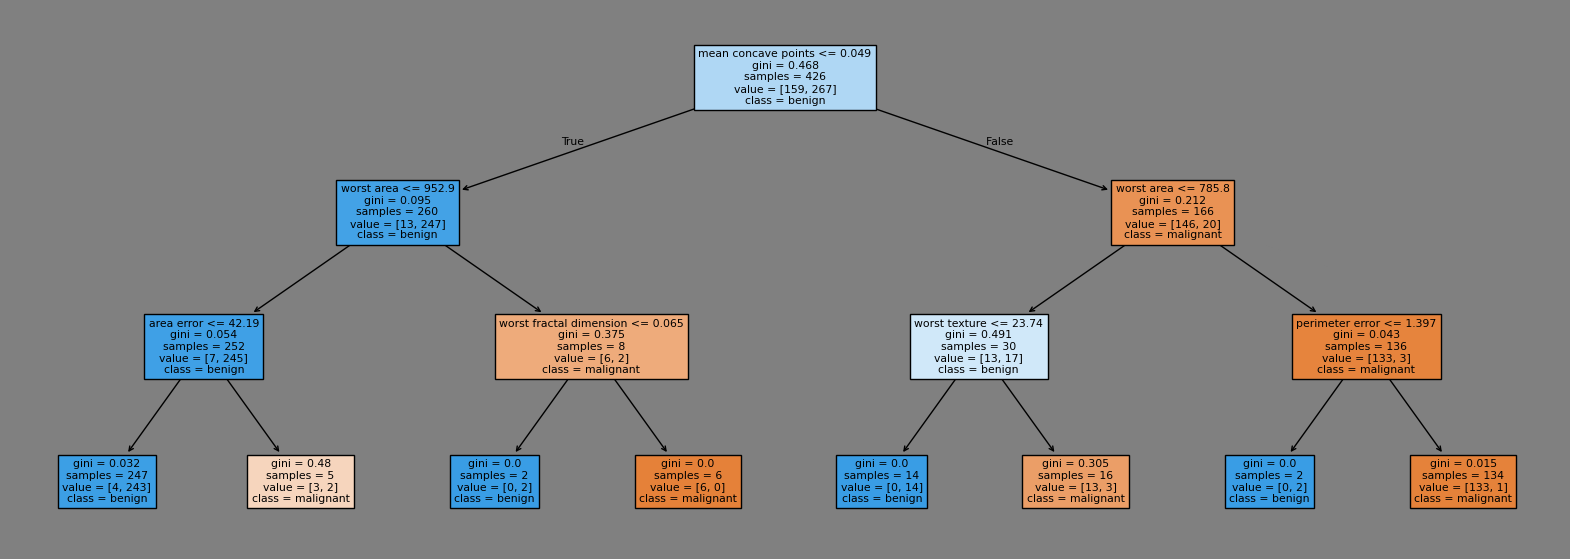 mean concave points <= 0.049
gini = 0.468
samples = 426
value = [159, 267]
class = benign
True
False
worst area <= 952.9
gini = 0.095
samples = 260
value = [13, 247]
class = benign
worst area <= 785.8
gini = 0.212
samples = 166
value = [146, 20]
class = malignant
area error <= 42.19
gini = 0.054
samples = 252
value = [7, 245]
class = benign
worst fractal dimension <= 0.065
gini = 0.375
samples = 8
value = [6, 2]
class = malignant
worst texture <= 23.74
gini = 0.491
samples = 30
value = [13, 17]
class = benign
perimeter error <= 1.397
gini = 0.043
samples = 136
value = [133, 3]
class = malignant
gini = 0.032
samples = 247
value = [4, 243]
class = benign
gini = 0.48
samples = 5
value = [3, 2]
class = malignant
gini = 0.0
samples = 2
value = [0, 2]
class = benign
gini = 0.0
samples = 6
value = [6, 0]
class = malignant
gini = 0.0
samples = 14
value = [0, 14]
class = benign
gini = 0.305
samples = 16
value = [13, 3]
class = malignant
gini = 0.0
samples = 2
value = [0, 2]
class = benign
gini = 0.015
samples = 134
value = [133, 1]
class = malignant